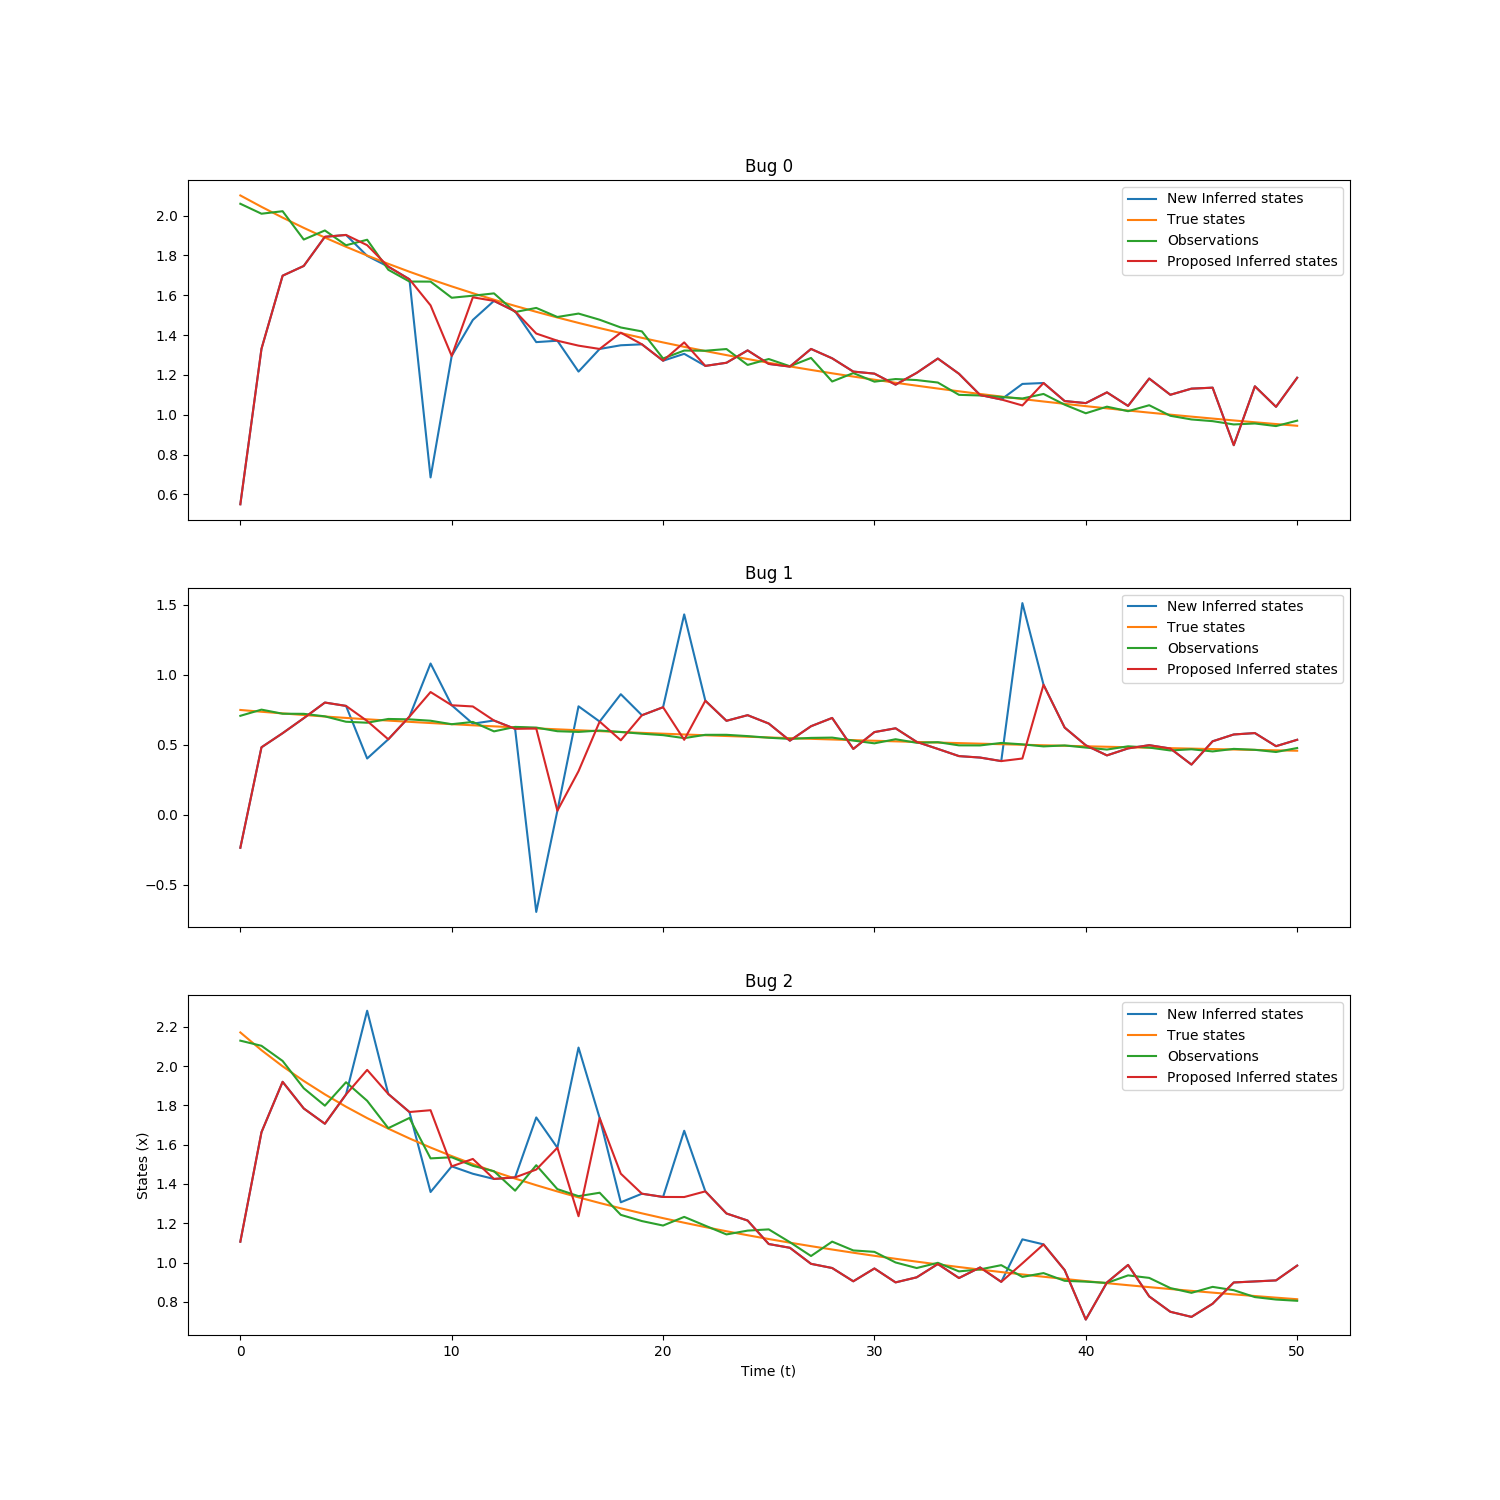 Bug 0
New Inferred states
True states
Observations
Proposed Inferred states
2.0
1.8
1.6
1.4
1.2
1.0
0.8
0.6
Bug 1
New Inferred states
True states
Observations
Proposed Inferred states
1.5
1.0
0.5
0.0
−0.5
Bug 2
New Inferred states
True states
Observations
Proposed Inferred states
2.2
2.0
1.8
1.6
1.4
1.2
1.0
0.8
States (x)
0 10 20 30 40 50
Time (t)